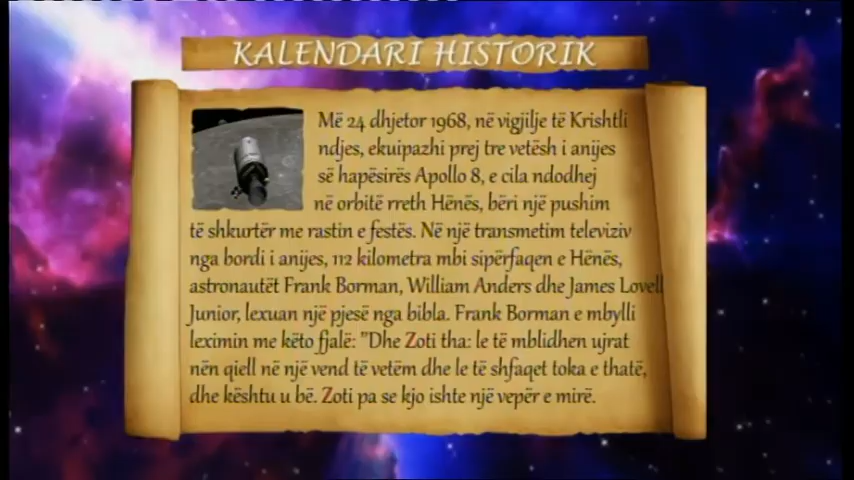 KALENDARI HISTORIK
Më 24 dhjetor 1968, në vigjilje të Krishtli
ndjes, ekuipazhi prej tre vetësh i anijes
së hapësirës Apollo 8, e cila ndodhej
në orbitë rreth Hënës, bëri një pushim
të shkurtër me rastin e festës. Në një transmetim televiziv
nga bordi i anijes, 112 kilometra mbi sipërfaqen e Hënës,
astronautët Frank Borman, William Anders dhe James Lovell
Junior, lexuan një pjesë nga bibla. Frank Borman e mbylli
leximin me këto fjalë: "Dhe Zoti tha: le të mblidhen ujrat
nën qiell në një vend të vetëm dhe le të shfaqet toka e thatë,
dhe kështu u bë. Zoti pa se kjo ishte një vepër e mirë.